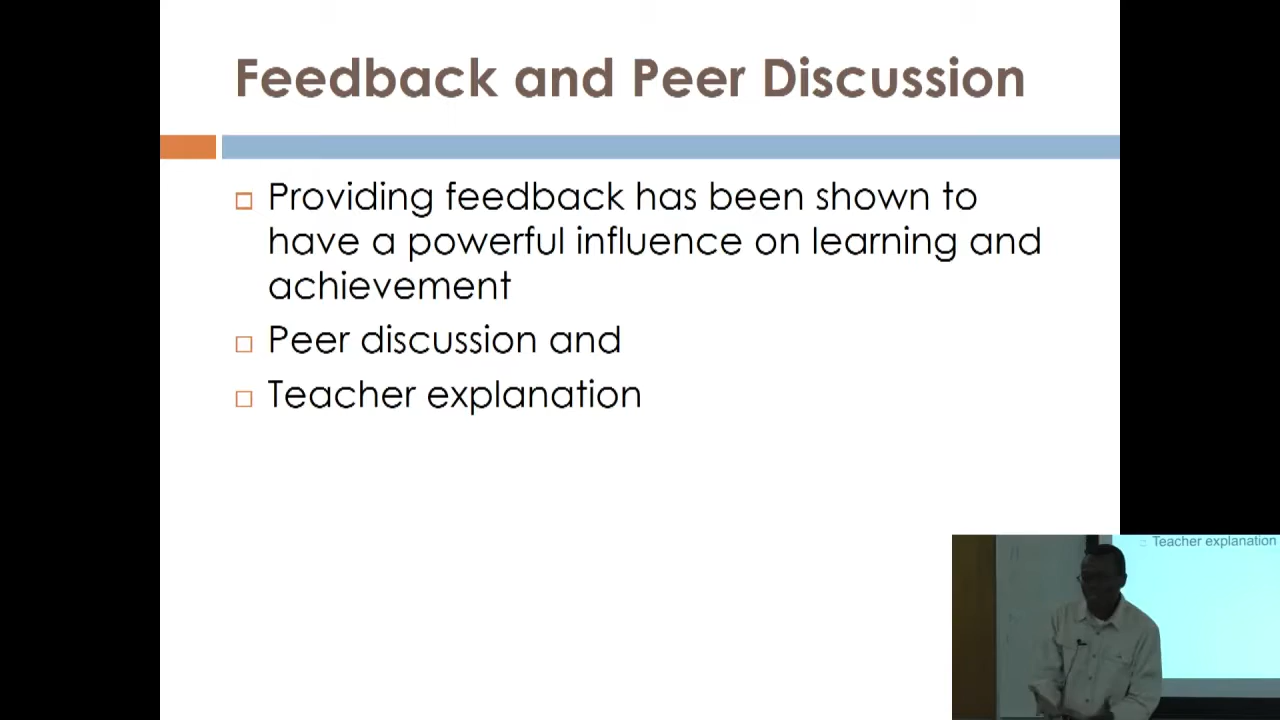 Feedback and Peer Discussion
Providing feedback has been shown to
have a powerful influence on learning and
achievement
Peer discussion and
Teacher explanation
Teacher explanation